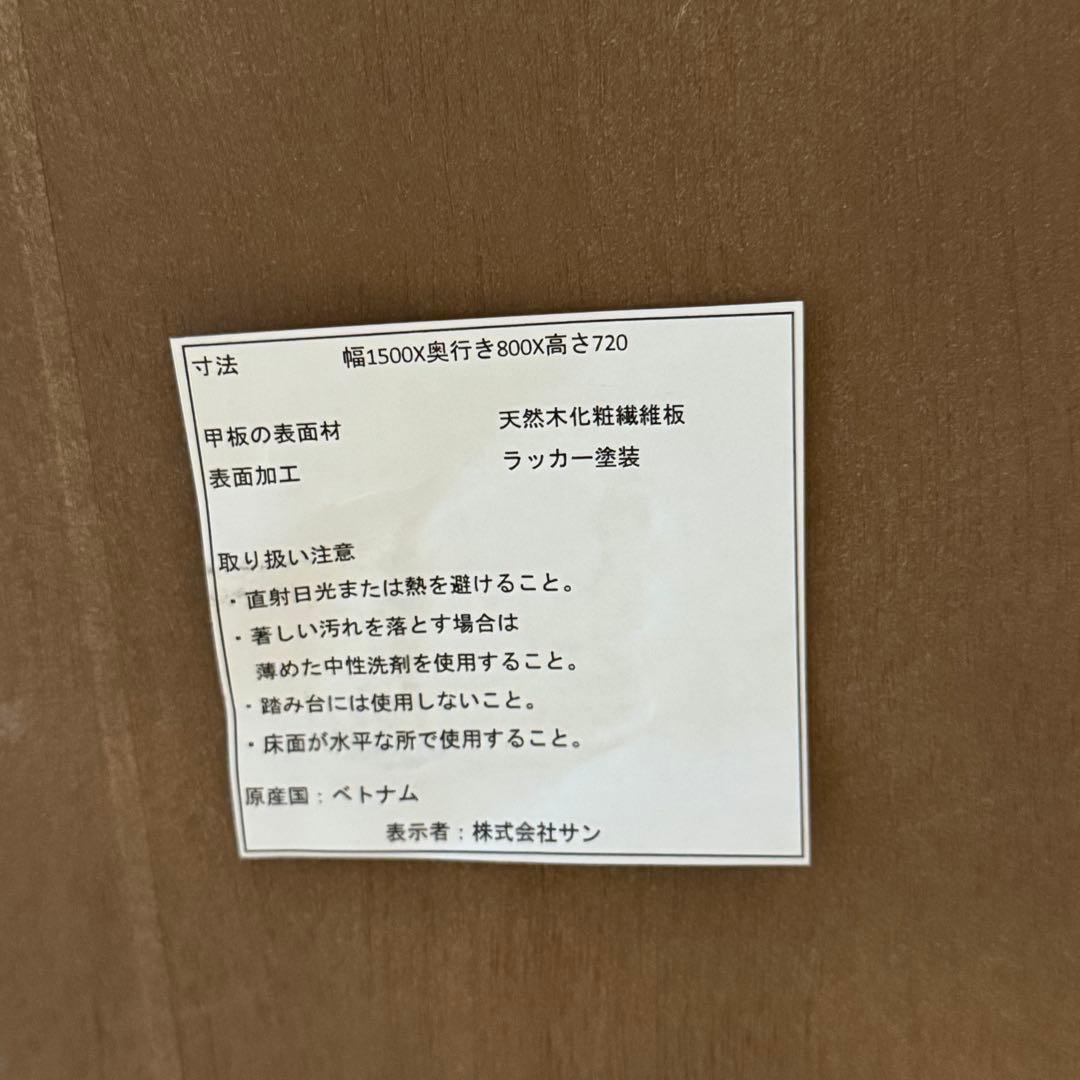 寸法 幅1500X奥行き800X高さ720
甲板の表面材 天然木化粧繊維板
表面加工 ラッカー塗装
取り扱い注意
・直射日光または熱を避けること。
・著しい汚れを落とす場合は
薄めた中性洗剤を使用すること。
・踏み台には使用しないこと。
・床面が水平な所で使用すること。
原産国：ベトナム
表示者：株式会社サン